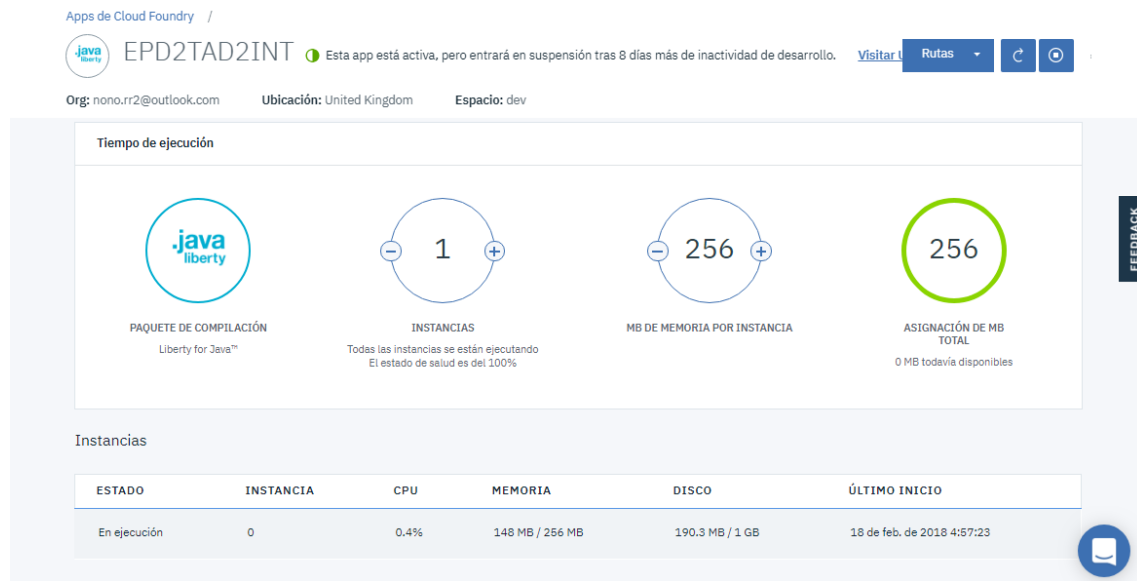 Apps de Cloud Foundry /
.java
liberty
EPD2TAD2INT
Esta app está activa, pero entrará en suspensión tras 8 días más de inactividad de desarrollo.
Visitar
Rutas
Org: nono.rr2@outlook.com
Ubicación: United Kingdom
Espacio: dev
Tiempo de ejecución
.java
liberty
1
256
256
PAQUETE DE COMPILACIÓN
INSTANCIAS
MB DE MEMORIA POR INSTANCIA
ASIGNACIÓN DE MB
TOTAL
Liberty for Java™
Todas las instancias se están ejecutando
El estado de salud es del 100%
0 MB todavía disponibles
FEEDBACK
Instancias
ESTADO INSTANCIA CPU MEMORIA DISCO ÚLTIMO INICIO
En ejecución 0 0.4% 148 MB / 256 MB 190.3 MB / 1 GB 18 de feb. de 2018 4:57:23